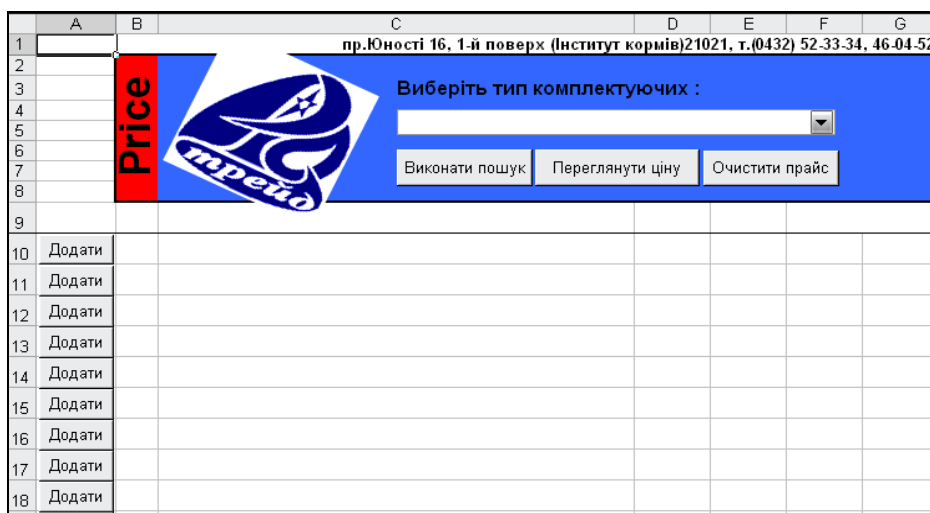 A B C D E F G
1 пр.Юності 16, 1-й поверх (Інститут кормів)21021, т.(0432) 52-33-34, 46-04-52
2
3 Виберіть тип комплектуючих :
4
5
6
7 Виконати пошук Переглянути ціну Очистити прайс
8
Price
трейд
9
10 Додати
11 Додати
12 Додати
13 Додати
14 Додати
15 Додати
16 Додати
17 Додати
18 Додати